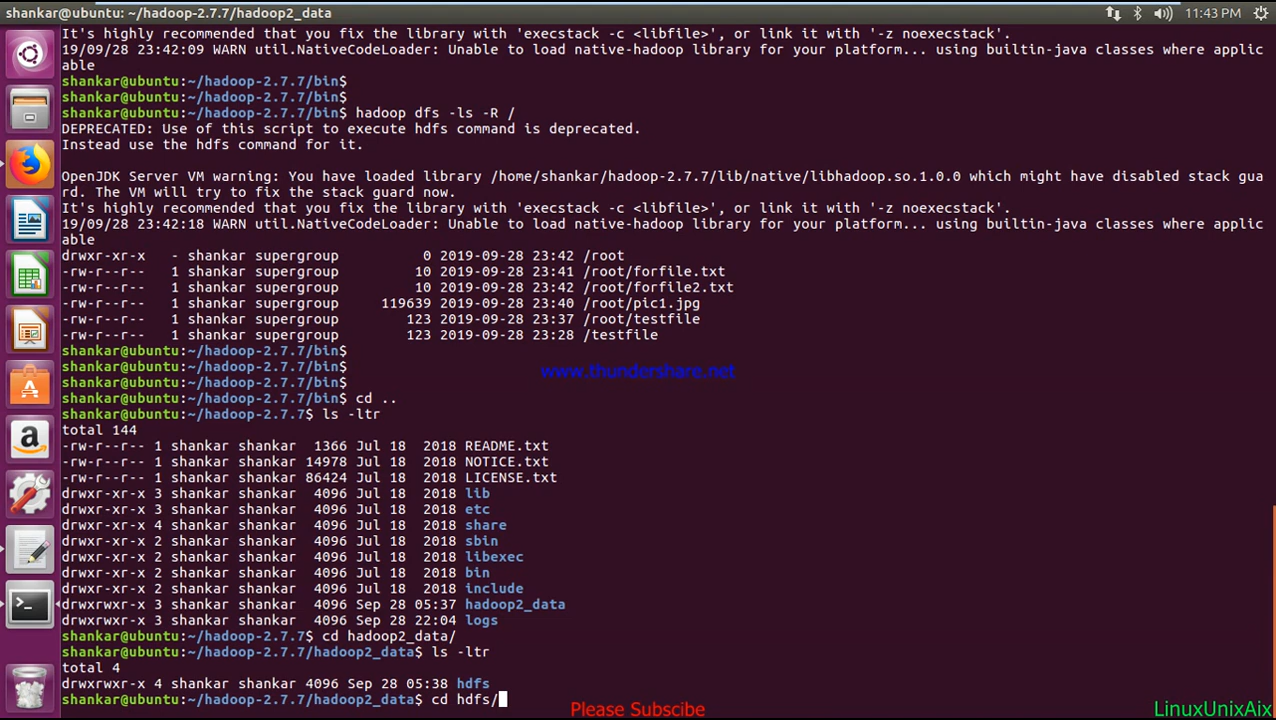 shankar@ubuntu: ~/hadoop-2.7.7/hadoop2_data
11:43 PM
It's highly recommended that you fix the library with 'execstack -c <libfile>', or link it with '-z noexecstack'.
19/09/28 23:42:09 WARN util.NativeCodeLoader: Unable to load native-hadoop library for your platform... using builtin-java classes where applic
able
shankar@ubuntu:~/hadoop-2.7.7/bin$
shankar@ubuntu:~/hadoop-2.7.7/bin$
shankar@ubuntu:~/hadoop-2.7.7/bin$ hadoop dfs -ls -R /
DEPRECATED: Use of this script to execute hdfs command is deprecated.
Instead use the hdfs command for it.
OpenJDK Server VM warning: You have loaded library /home/shankar/hadoop-2.7.7/lib/native/libhadoop.so.1.0.0 which might have disabled stack gua
rd. The VM will try to fix the stack guard now.
It's highly recommended that you fix the library with 'execstack -c <libfile>', or link it with '-z noexecstack'.
19/09/28 23:42:18 WARN util.NativeCodeLoader: Unable to load native-hadoop library for your platform... using builtin-java classes where applic
able
drwxr-xr-x   - shankar supergroup          0 2019-09-28 23:42 /root
-rw-r--r--   1 shankar supergroup         10 2019-09-28 23:41 /root/forfile.txt
-rw-r--r--   1 shankar supergroup         10 2019-09-28 23:42 /root/forfile2.txt
-rw-r--r--   1 shankar supergroup     119639 2019-09-28 23:40 /root/pic1.jpg
-rw-r--r--   1 shankar supergroup        123 2019-09-28 23:37 /root/testfile
-rw-r--r--   1 shankar supergroup        123 2019-09-28 23:28 /testfile
shankar@ubuntu:~/hadoop-2.7.7/bin$
shankar@ubuntu:~/hadoop-2.7.7/bin$
www.thundershare.net
shankar@ubuntu:~/hadoop-2.7.7/bin$
shankar@ubuntu:~/hadoop-2.7.7/bin$ cd ..
shankar@ubuntu:~/hadoop-2.7.7$ ls -ltr
total 144
-rw-r--r-- 1 shankar shankar  1366 Jul 18  2018 README.txt
-rw-r--r-- 1 shankar shankar 14978 Jul 18  2018 NOTICE.txt
-rw-r--r-- 1 shankar shankar 86424 Jul 18  2018 LICENSE.txt
drwxr-xr-x 3 shankar shankar  4096 Jul 18  2018 lib
drwxr-xr-x 3 shankar shankar  4096 Jul 18  2018 etc
drwxr-xr-x 4 shankar shankar  4096 Jul 18  2018 share
drwxr-xr-x 2 shankar shankar  4096 Jul 18  2018 sbin
drwxr-xr-x 2 shankar shankar  4096 Jul 18  2018 libexec
drwxr-xr-x 2 shankar shankar  4096 Jul 18  2018 bin
drwxr-xr-x 2 shankar shankar  4096 Jul 18  2018 include
drwxrwxr-x 3 shankar shankar  4096 Sep 28 05:37 hadoop2_data
drwxrwxr-x 3 shankar shankar  4096 Sep 28 22:04 logs
shankar@ubuntu:~/hadoop-2.7.7$ cd hadoop2_data/
shankar@ubuntu:~/hadoop-2.7.7/hadoop2_data$ ls -ltr
total 4
drwxrwxr-x 4 shankar shankar 4096 Sep 28 05:38 hdfs
shankar@ubuntu:~/hadoop-2.7.7/hadoop2_data$ cd hdfs/
Please Subscibe
LinuxUnixAix